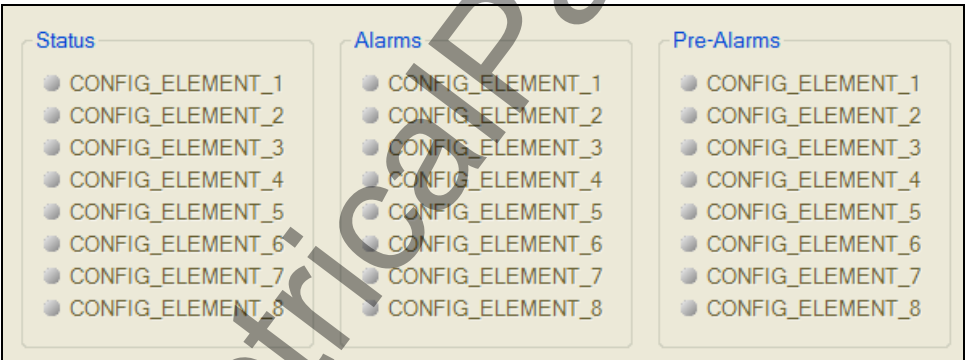 Status
CONFIG_ELEMENT_1
CONFIG_ELEMENT_2
CONFIG_ELEMENT_3
CONFIG_ELEMENT_4
CONFIG_ELEMENT_5
CONFIG_ELEMENT_6
CONFIG_ELEMENT_7
CONFIG_ELEMENT_8
Alarms
CONFIG_ELEMENT_1
CONFIG_ELEMENT_2
CONFIG_ELEMENT_3
CONFIG_ELEMENT_4
CONFIG_ELEMENT_5
CONFIG_ELEMENT_6
CONFIG_ELEMENT_7
CONFIG_ELEMENT_8
Pre-Alarms
CONFIG_ELEMENT_1
CONFIG_ELEMENT_2
CONFIG_ELEMENT_3
CONFIG_ELEMENT_4
CONFIG_ELEMENT_5
CONFIG_ELEMENT_6
CONFIG_ELEMENT_7
CONFIG_ELEMENT_8
tricalPa